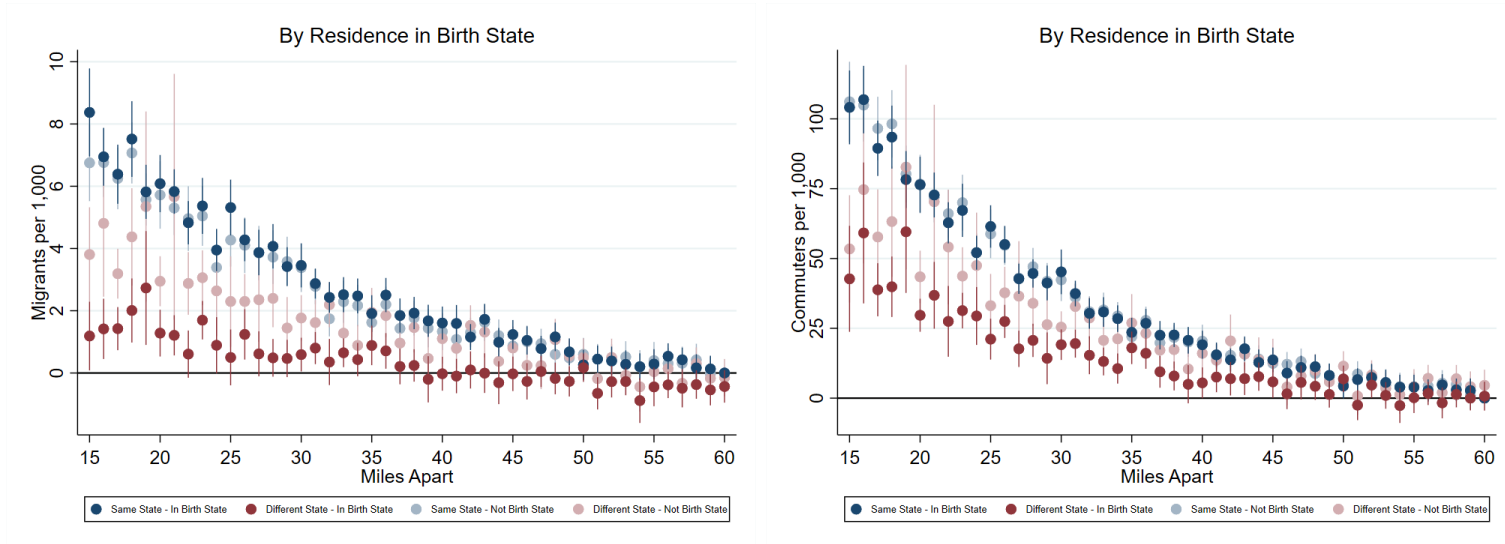 By Residence in Birth State
Migrants per 1,000
10
8
6
4
2
0
15 20 25 30 35 40 45 50 55 60
Miles Apart
Same State - In Birth State Different State - In Birth State Same State - Not Birth State Different State - Not Birth State
By Residence in Birth State
Commuters per 1,000
100
75
50
25
0
15 20 25 30 35 40 45 50 55 60
Miles Apart
Same State - In Birth State Different State - In Birth State Same State - Not Birth State Different State - Not Birth State